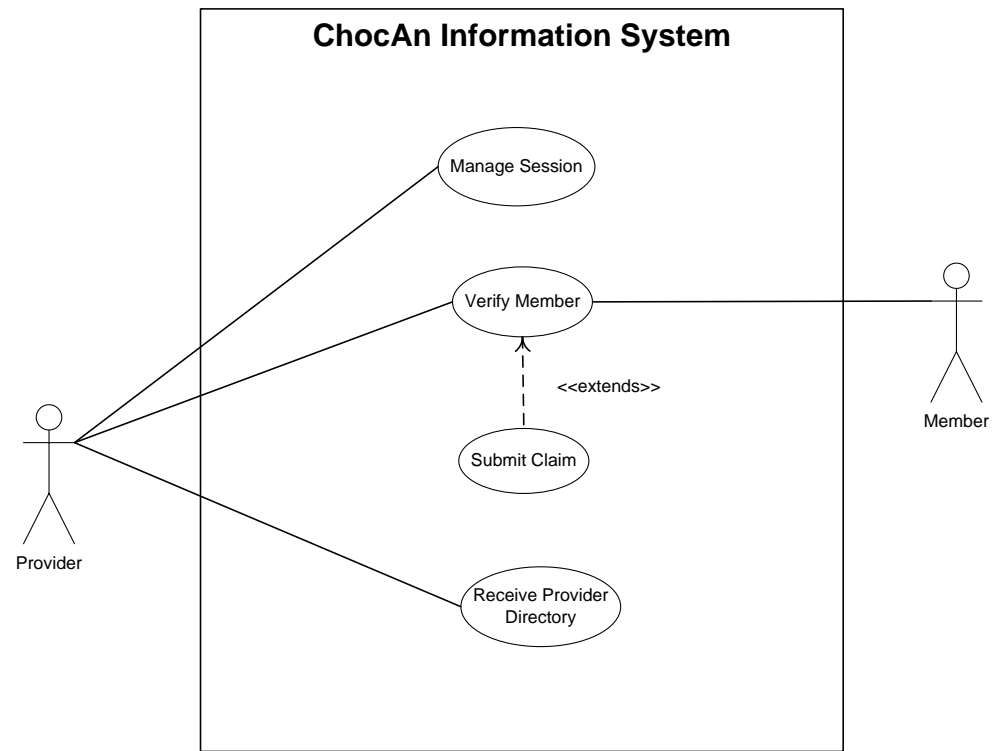 ChocAn Information System
Manage Session
Verify Member
<<extends>>
Member
Submit Claim
Provider
Receive Provider
Directory